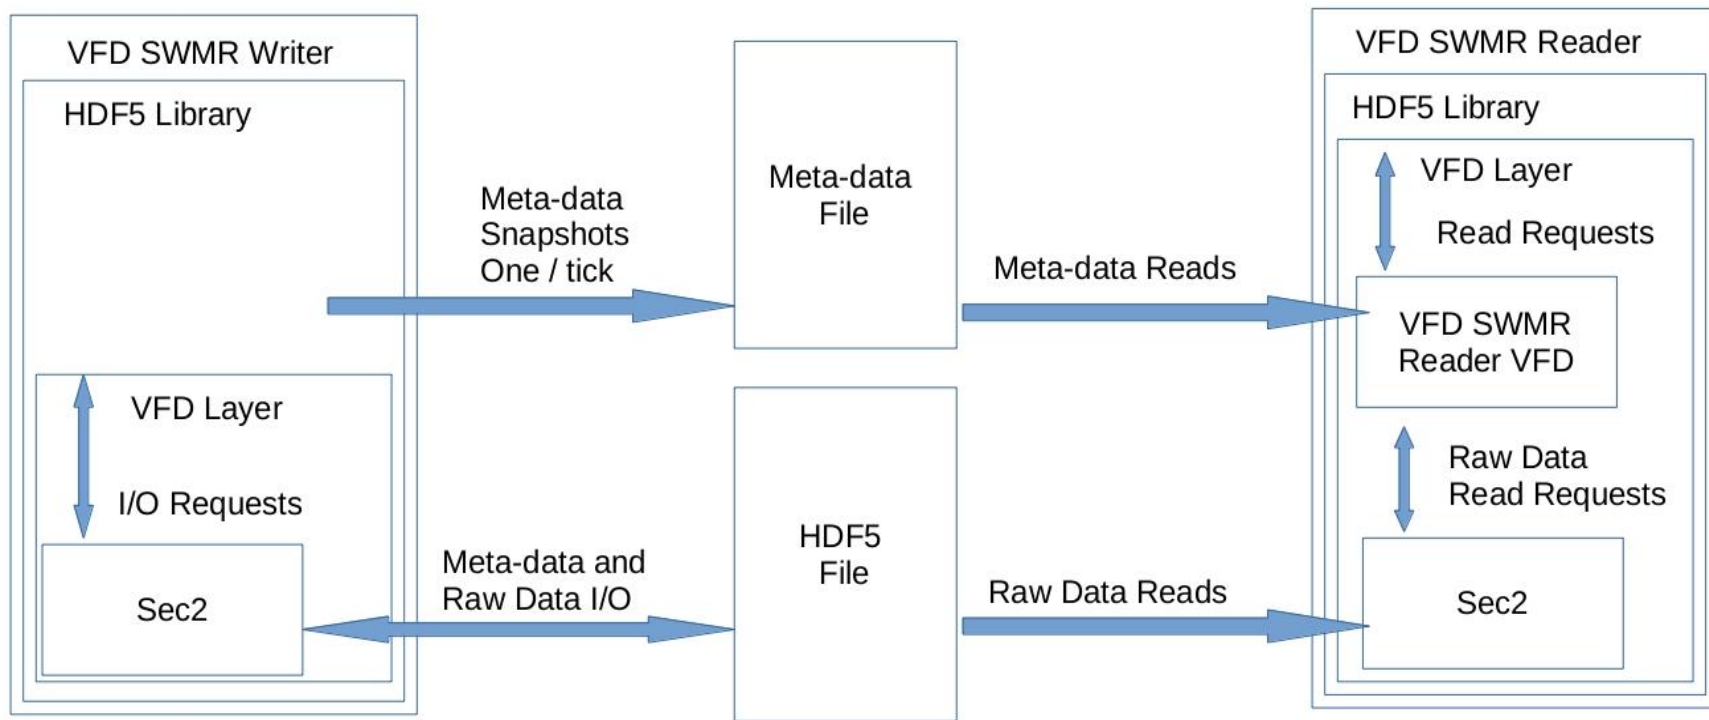 VFD SWMR Writer
HDF5 Library
VFD Layer
I/O Requests
Sec2
Meta-data
Snapshots
One / tick
Meta-data and
Raw Data I/O
Meta-data
File
HDF5
File
Meta-data Reads
Raw Data Reads
VFD SWMR Reader
HDF5 Library
VFD Layer
Read Requests
VFD SWMR
Reader VFD
Raw Data
Read Requests
Sec2